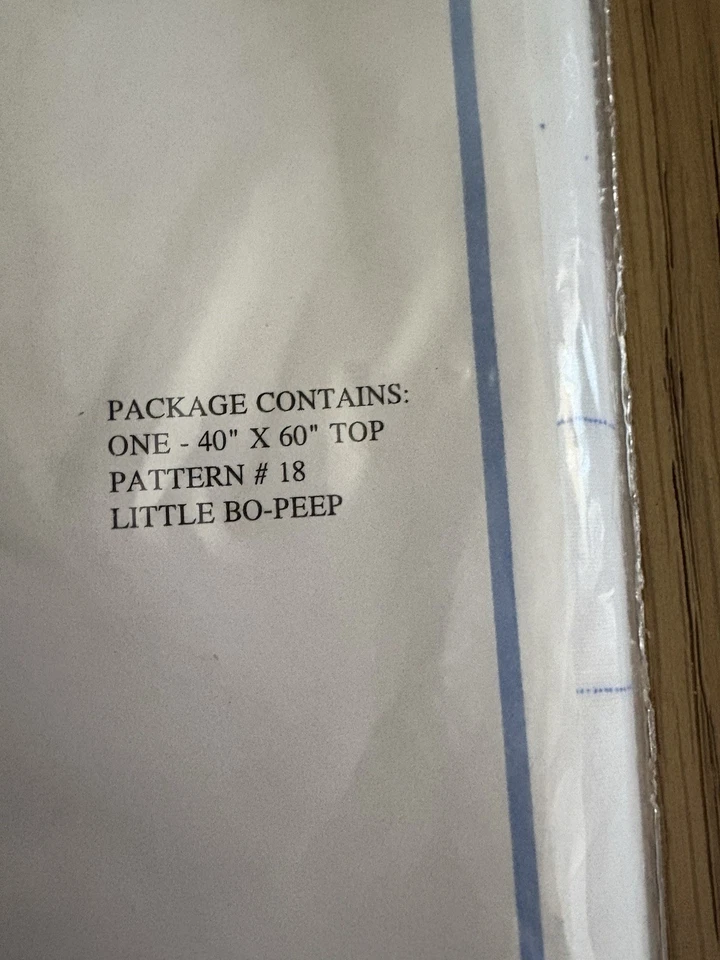 PACKAGE CONTAINS:
ONE - 40" X 60" TOP
PATTERN # 18
LITTLE BO-PEEP